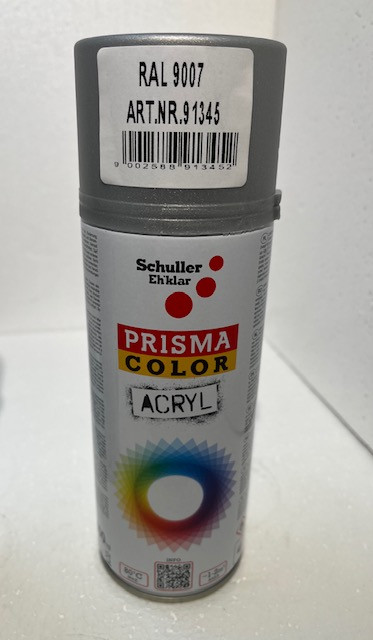 RAL 9007
ART.NR.91345
9 002588 913452
Schuller
Eh'klar
PRISMA
COLOR
ACRYL